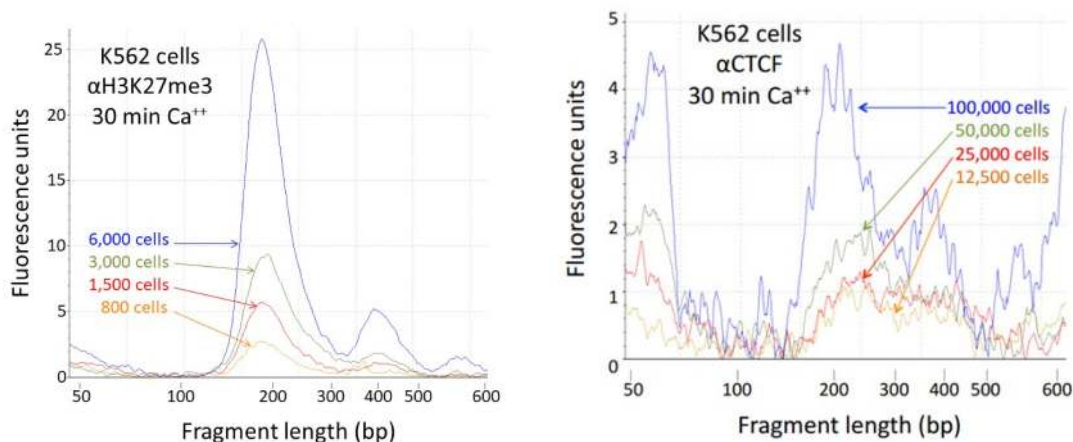 K562 cells
αH3K27me3
30 min Ca⁺⁺
Fluorescence units
25
20
15
10
5
0
6,000 cells
3,000 cells
1,500 cells
800 cells
50
100
200
300
400
500
600
Fragment length (bp)
K562 cells
αCTCF
30 min Ca⁺⁺
Fluorescence units
5
4
3
2
1
0
100,000 cells
50,000 cells
25,000 cells
12,500 cells
50
100
200
300
400
500
600
Fragment length (bp)